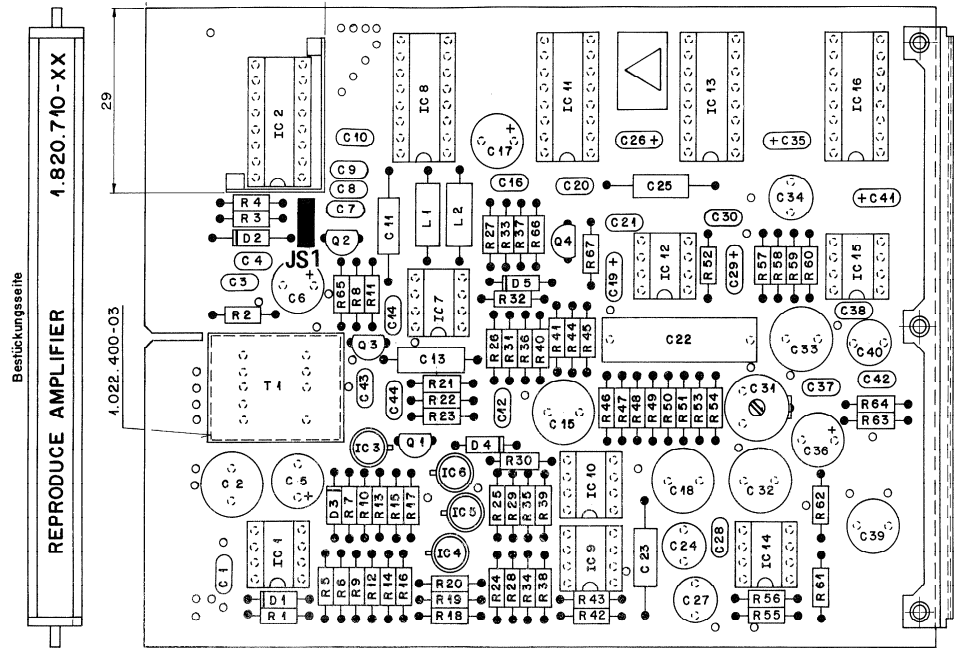 Bestückungsseite
REPRODUCE AMPLIFIER 1.820.710-XX
29
1.022.400-03
IC 2
IC 8
IC 11
IC 13
IC 16
C 10
C 17 +
C 26 +
+ C 35
C 9
C 8
C 7
C 16
C 20
C 25
C 34
+ C 41
R 4
R 3
D 2
JS1
Q 2
C 11
L 1
L 2
R 27
R 33
R 37
R 66
Q 4
R 67
C 21
C 30
C 4
C 3
C 6 +
R 65
R 8
R 11
C 14
IC 7
D 5
R 32
C 19 +
IC 12
R 52
C 29 +
R 57
R 58
R 59
R 60
IC 15
R 2
Q 3
C 13
R 26
R 31
R 36
R 40
R 41
R 44
R 45
C 22
C 33
C 38
C 40
T 1
C 43
C 44
R 21
R 22
R 23
C 12
C 15
R 46
R 47
R 48
R 49
R 50
R 51
R 53
R 54
C 31
C 37
C 42
R 64
R 63
IC 3
Q 1
D 4
R 30
C 36 +
C 2
C 5 +
D 3
R 7
R 10
R 13
R 15
R 17
IC 6
IC 5
IC 4
R 25
R 29
R 35
R 39
IC 10
C 18
C 32
R 62
C 39
C 1
IC 1
D 1
R 1
R 5
R 6
R 9
R 12
R 14
R 16
R 20
R 19
R 18
R 24
R 28
R 34
R 38
IC 9
R 43
R 42
C 23
C 24
C 28
C 27
IC 14
R 56
R 55
R 61